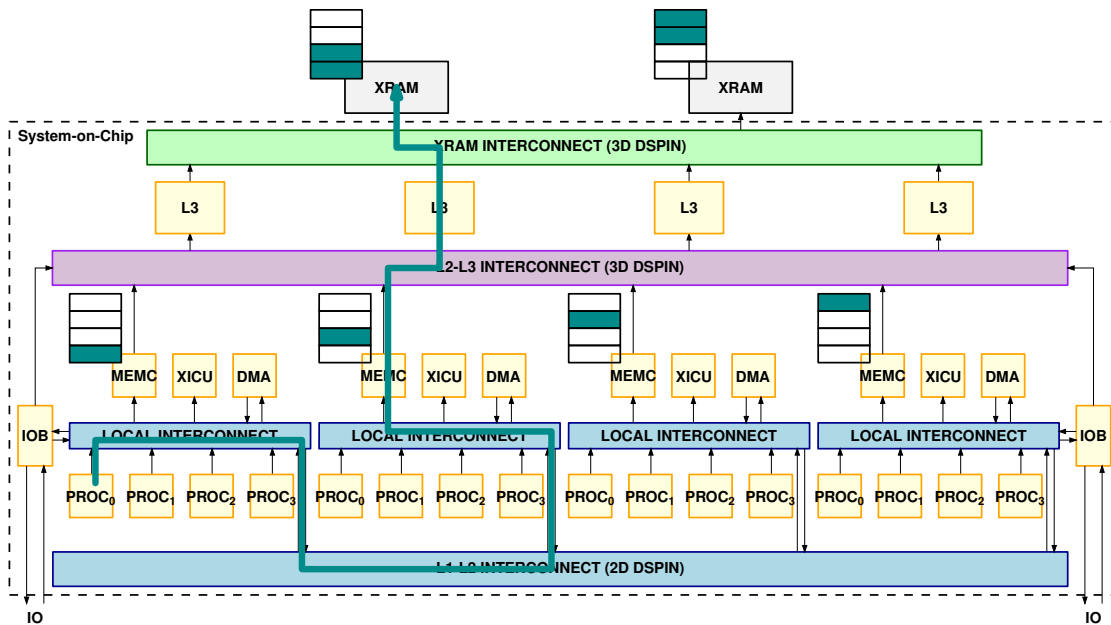 XRAM
XRAM
System-on-Chip
XRAM INTERCONNECT (3D DSPIN)
L3
L3
L3
L3
L2-L3 INTERCONNECT (3D DSPIN)
MEMC
XICU
DMA
MEMC
XICU
DMA
MEMC
XICU
DMA
MEMC
XICU
DMA
IOB
LOCAL INTERCONNECT
LOCAL INTERCONNECT
LOCAL INTERCONNECT
LOCAL INTERCONNECT
IOB
PROC₀
PROC₁
PROC₂
PROC₃
PROC₀
PROC₁
PROC₂
PROC₃
PROC₀
PROC₁
PROC₂
PROC₃
PROC₀
PROC₁
PROC₂
PROC₃
L1-L2 INTERCONNECT (2D DSPIN)
IO
IO